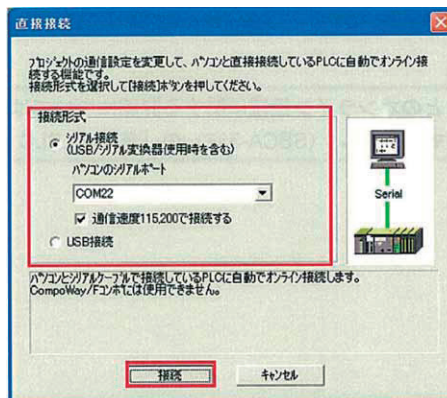 直接接続
プロジェクトの通信設定を変更して、パソコンと直接接続しているPLCに自動でオンライン接
続する機能です。
接続形式を選択して[接続]ボタンを押してください。
接続形式
シリアル接続
(USB/シリアル変換器使用時を含む)
パソコンのシリアルポート
COM22
通信速度115,200で接続する
USB接続
Serial
パソコンとシリアルケーブルで接続しているPLCに自動でオンライン接続します。
CompoWay/Fコンポには使用できません。
接続
キャンセル